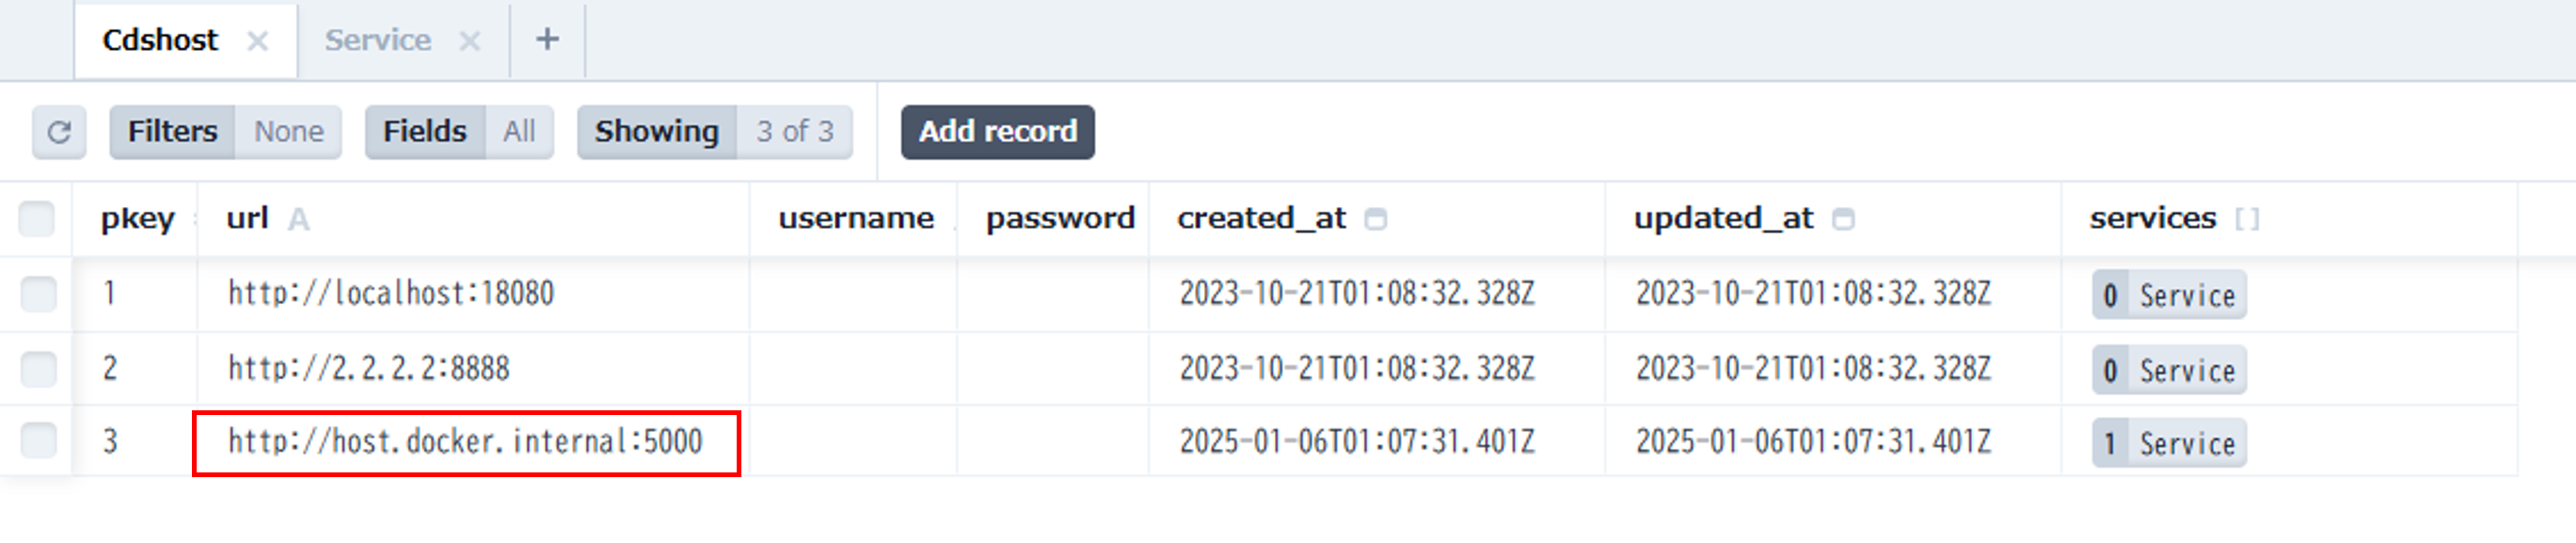 Cdshost × Service × +
Filters None Fields All Showing 3 of 3 Add record
pkey url A username password created_at updated_at services []
1 http://localhost:18080 2023-10-21T01:08:32.328Z 2023-10-21T01:08:32.328Z 0 Service
2 http://2.2.2.2:8888 2023-10-21T01:08:32.328Z 2023-10-21T01:08:32.328Z 0 Service
3 http://host.docker.internal:5000 2025-01-06T01:07:31.401Z 2025-01-06T01:07:31.401Z 1 Service